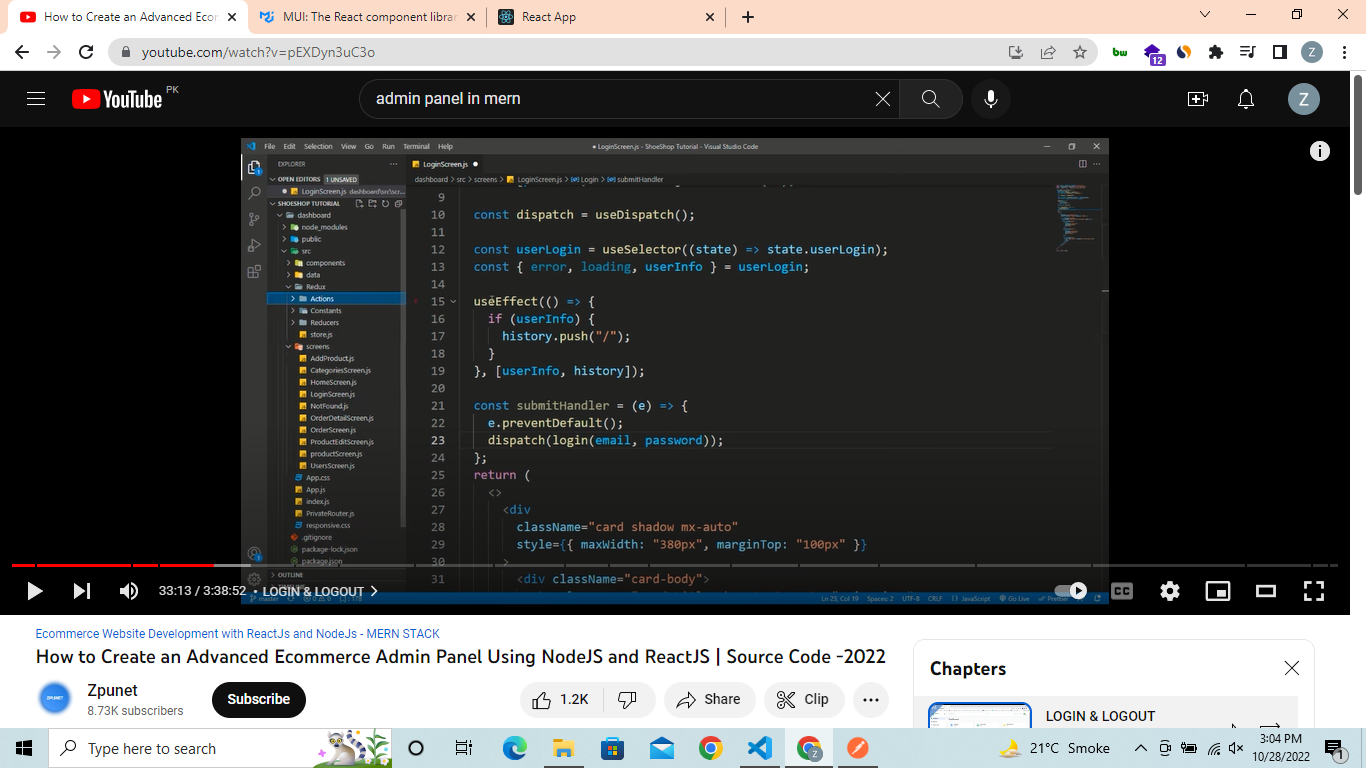 How to Create an Advanced Ecom
MUI: The React component librar
React App
youtube.com/watch?v=pEXDyn3uC3o
bw
12
Z
YouTube PK
admin panel in mern
Z
File Edit Selection View Go Run Terminal Help
● LoginScreen.js - ShoeShop Tutorial - Visual Studio Code
EXPLORER
LoginScreen.js
OPEN EDITORS 1 UNSAVED
dashboard > src > screens > LoginScreen.js > Login > submitHandler
LoginScreen.js dashboard\src\scr...
SHOESHOP TUTORIAL
dashboard
node_modules
public
src
components
data
Redux
Actions
Constants
Reducers
store.js
screens
AddProduct.js
CategoriesScreen.js
HomeScreen.js
LoginScreen.js
NotFound.js
OrderDetailScreen.js
OrderScreen.js
ProductEditScreen.js
productScreen.js
UsersScreen.js
App.css
App.js
index.js
PrivateRouter.js
responsive.css
.gitignore
package-lock.json
package.json
OUTLINE
9
10 const dispatch = useDispatch();
11
12 const userLogin = useSelector((state) => state.userLogin);
13 const { error, loading, userInfo } = userLogin;
14
15 useEffect(() => {
16 if (userInfo) {
17 history.push("/");
18 }
19 }, [userInfo, history]);
20
21 const submitHandler = (e) => {
22 e.preventDefault();
23 dispatch(login(email, password));
24 };
25 return (
26 <>
27 <div
28 className="card shadow mx-auto"
29 style={{ maxWidth: "380px", marginTop: "100px" }}
30 >
31 <div className="card-body">
master
Ln 23, Col 19 Spaces: 2 UTF-8 CRLF {} JavaScript Go Live Prettier
33:13 / 3:38:52 • LOGIN & LOGOUT
CC
Ecommerce Website Development with ReactJs and NodeJs - MERN STACK
How to Create an Advanced Ecommerce Admin Panel Using NodeJS and ReactJS | Source Code -2022
ZPUNET
Zpunet
8.73K subscribers
Subscribe
1.2K
Share
Clip
Chapters
LOGIN & LOGOUT
Type here to search
Z
21°C Smoke
3:04 PM
10/28/2022
1